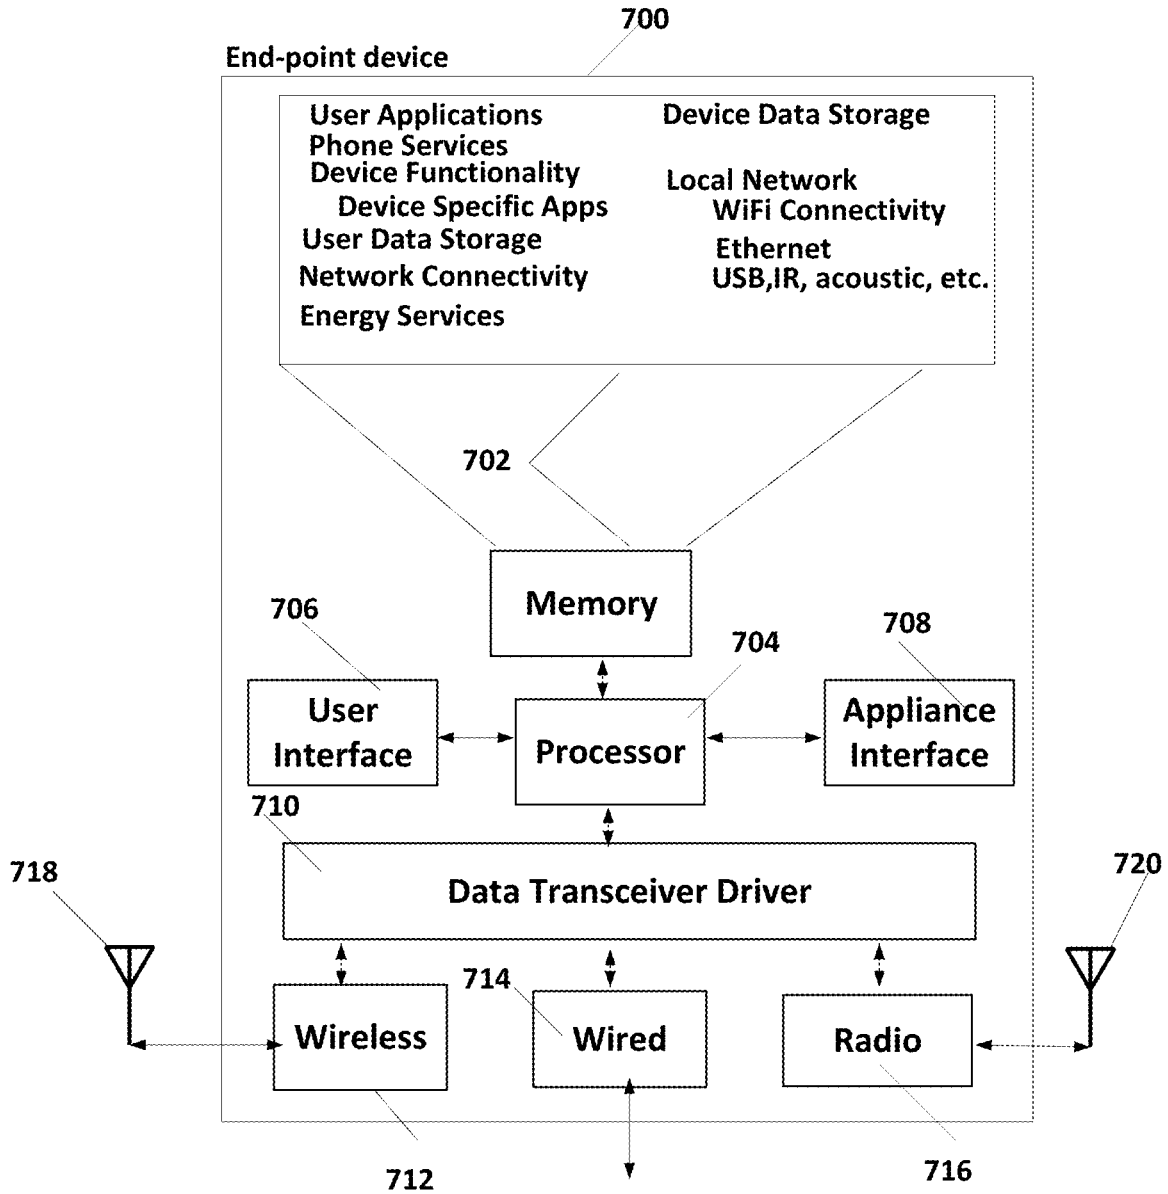 700
End-point device
User Applications
Phone Services
Device Functionality
Device Specific Apps
User Data Storage
Network Connectivity
Energy Services
Device Data Storage
Local Network
WiFi Connectivity
Ethernet
USB,IR, acoustic, etc.
702
Memory
706
704
708
User
Interface
Processor
Appliance
Interface
710
Data Transceiver Driver
718
720
714
Wireless
Wired
Radio
712
716